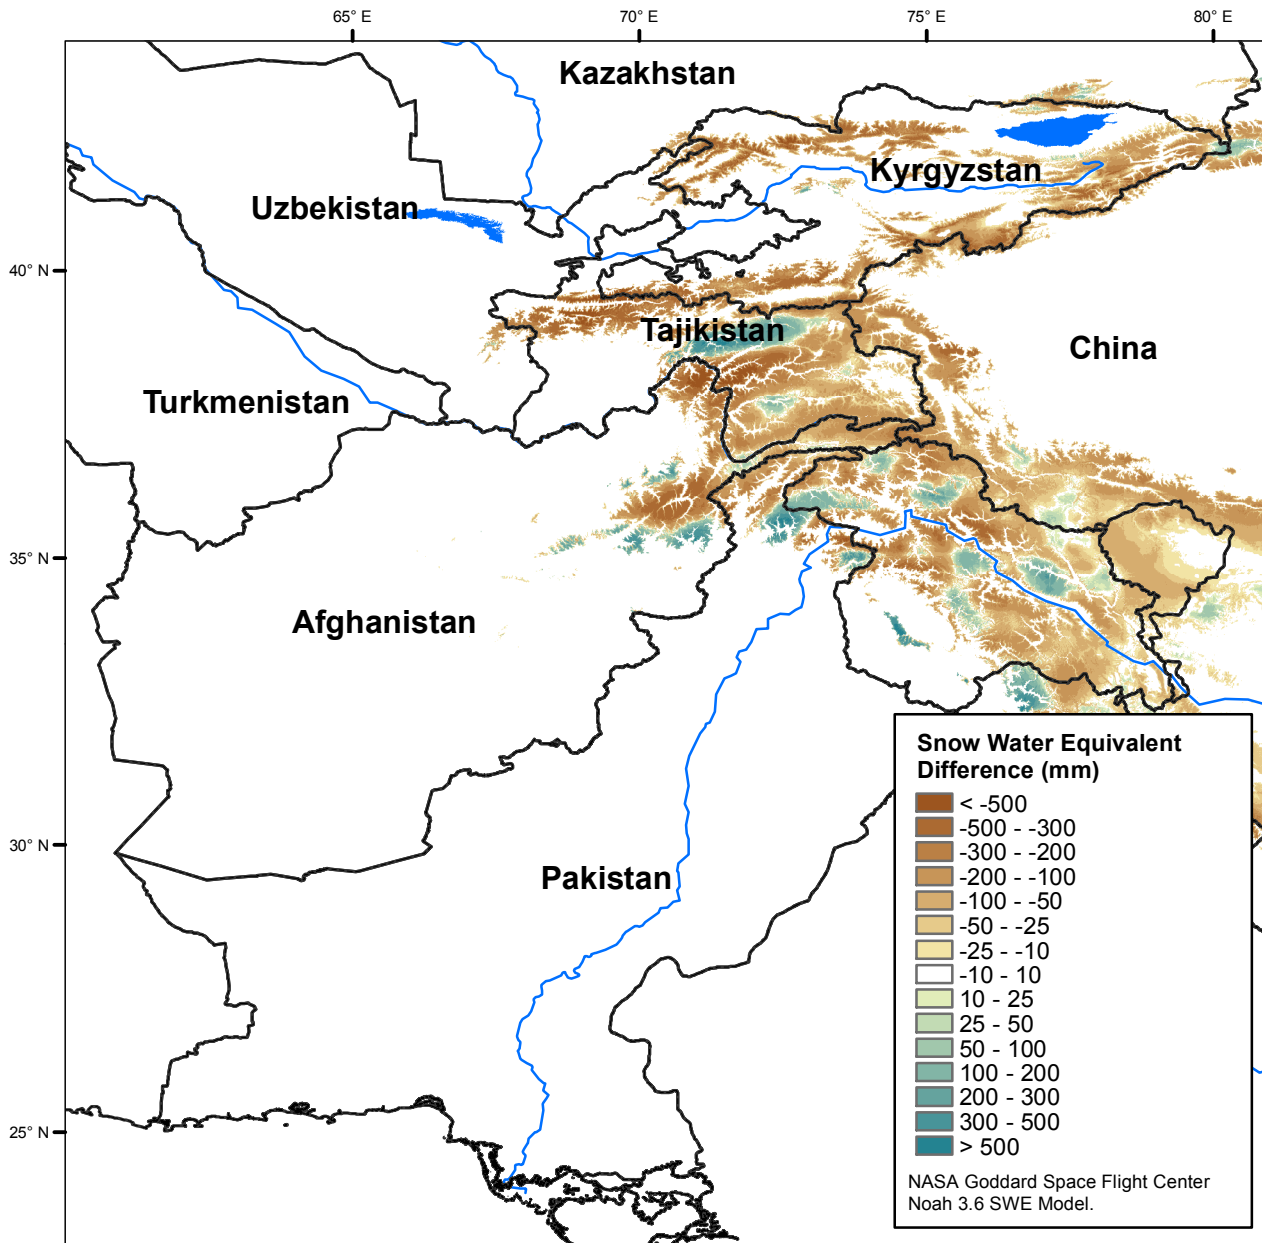 65° E
70° E
75° E
80° E
Kazakhstan
Kyrgyzstan
Uzbekistan
40° N
Tajikistan
China
Turkmenistan
35° N
Afghanistan
30° N
Pakistan
25° N
Snow Water Equivalent
Difference (mm)
< -500
-500 - -300
-300 - -200
-200 - -100
-100 - -50
-50 - -25
-25 - -10
-10 - 10
10 - 25
25 - 50
50 - 100
100 - 200
200 - 300
300 - 500
> 500
NASA Goddard Space Flight Center
Noah 3.6 SWE Model.